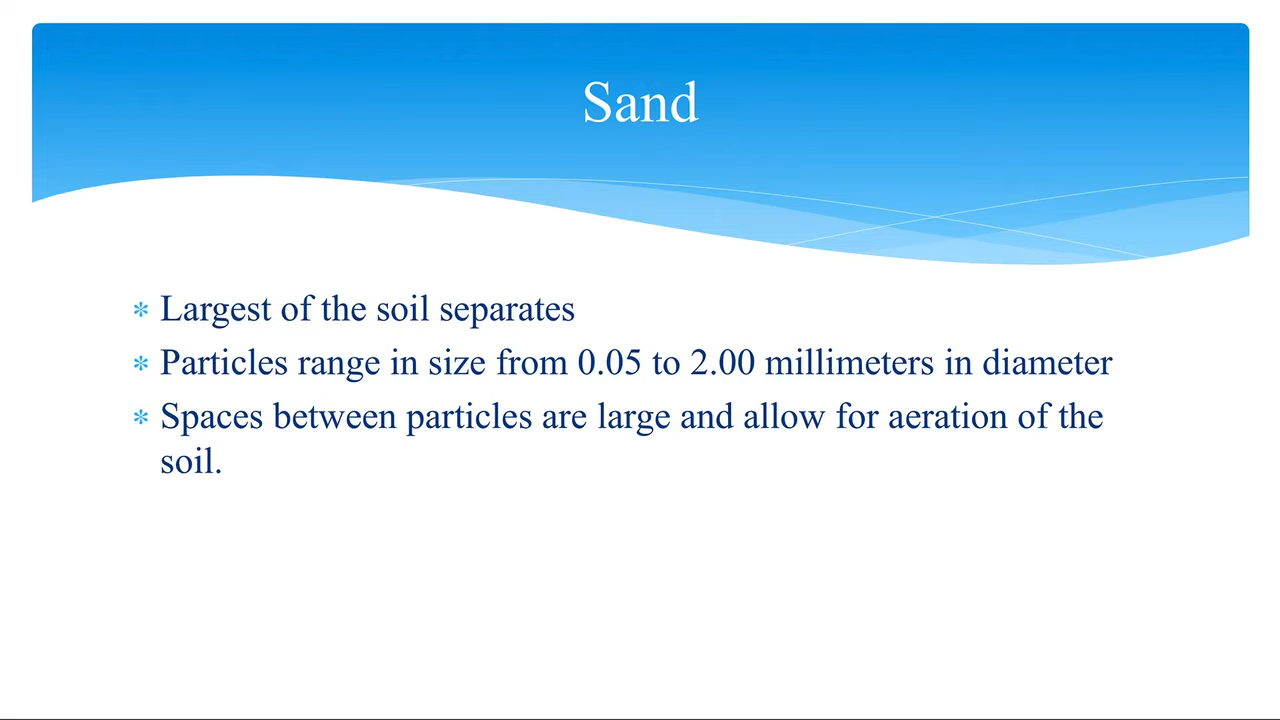 Sand
* Largest of the soil separates
* Particles range in size from 0.05 to 2.00 millimeters in diameter
* Spaces between particles are large and allow for aeration of the
soil.